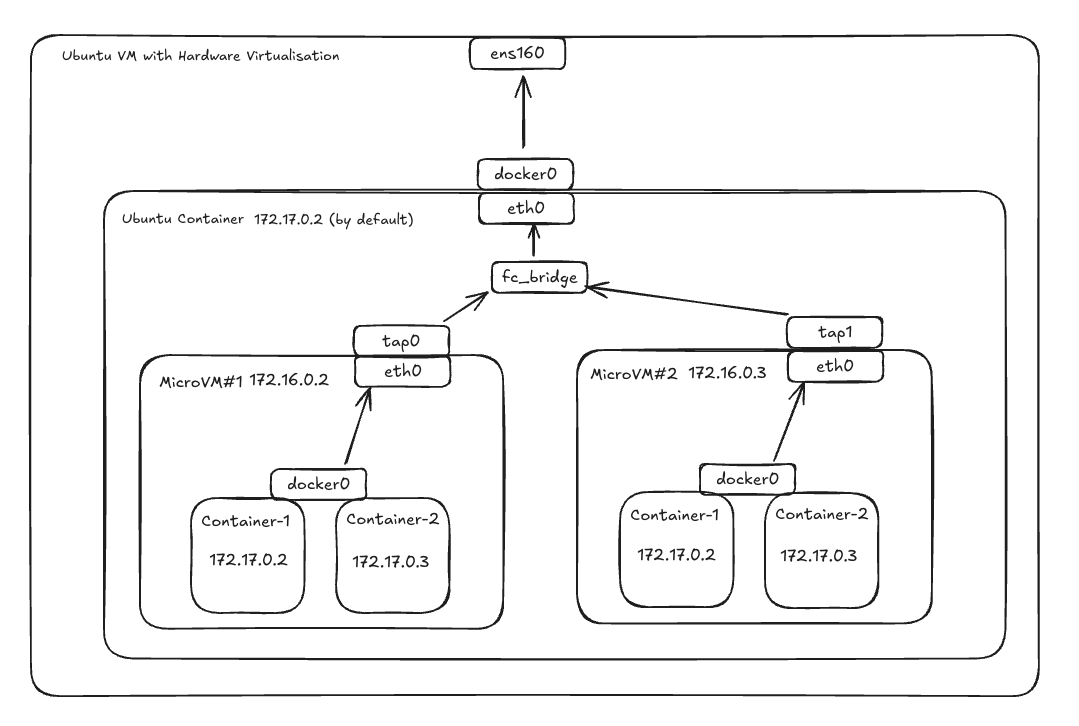 Ubuntu VM with Hardware Virtualisation
ens160
docker0
eth0
Ubuntu Container 172.17.0.2 (by default)
fc_bridge
tap0
eth0
MicroVM#1 172.16.0.2
docker0
Container-1
172.17.0.2
Container-2
172.17.0.3
tap1
eth0
MicroVM#2 172.16.0.3
docker0
Container-1
172.17.0.2
Container-2
172.17.0.3